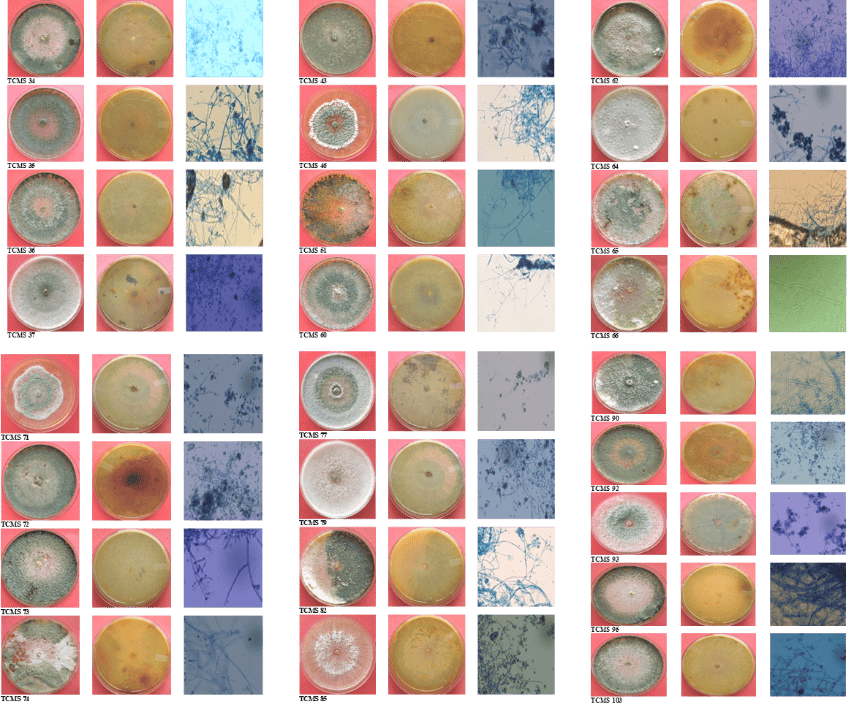 TCMS 34
TCMS 35
TCMS 36
TCMS 37
TCMS 43
TCMS 46
TCMS 51
TCMS 60
TCMS 62
TCMS 64
TCMS 65
TCMS 66
TCMS 71
TCMS 72
TCMS 73
TCMS 74
TCMS 77
TCMS 79
TCMS 82
TCMS 85
TCMS 90
TCMS 92
TCMS 93
TCMS 95
TCMS 103